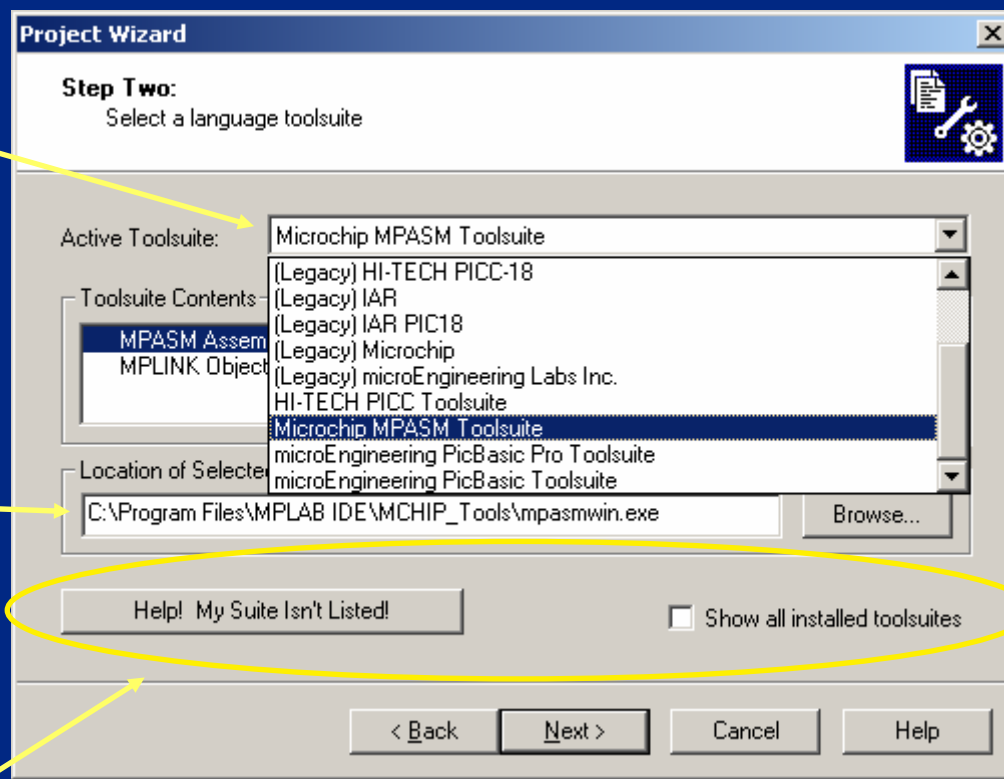 Project Wizard
Step Two:
Select a language toolsuite
Active Toolsuite:
Microchip MPASM Toolsuite
(Legacy) HI-TECH PICC-18
(Legacy) IAR
(Legacy) IAR PIC18
(Legacy) Microchip
(Legacy) microEngineering Labs Inc.
HI-TECH PICC Toolsuite
Microchip MPASM Toolsuite
microEngineering PicBasic Pro Toolsuite
microEngineering PicBasic Toolsuite
Toolsuite Contents
MPASM Assem
MPLINK Object
Location of Selecte
C:\Program Files\MPLAB IDE\MCHIP_Tools\mpasmwin.exe
Browse...
Help! My Suite Isn't Listed!
Show all installed toolsuites
< Back
Next >
Cancel
Help